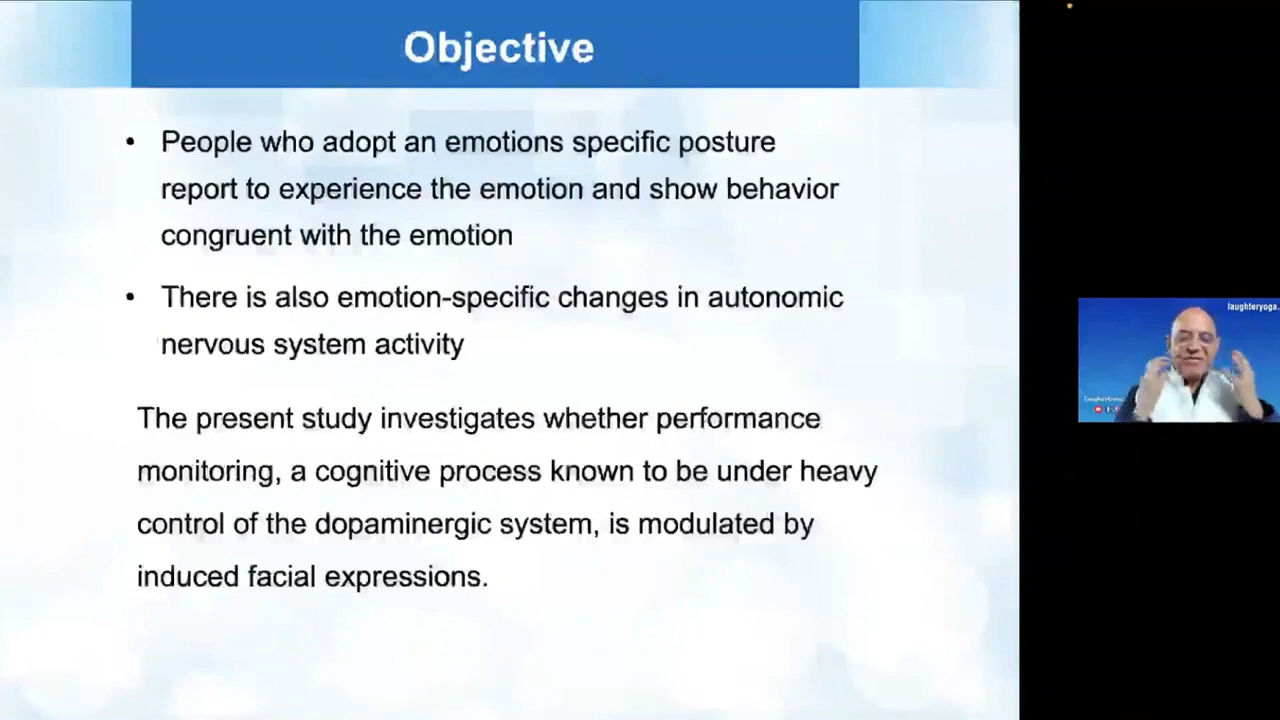 Objective
• People who adopt an emotions specific posture
report to experience the emotion and show behavior
congruent with the emotion
• There is also emotion-specific changes in autonomic
nervous system activity
The present study investigates whether performance
monitoring, a cognitive process known to be under heavy
control of the dopaminergic system, is modulated by
induced facial expressions.
laughteryoga.